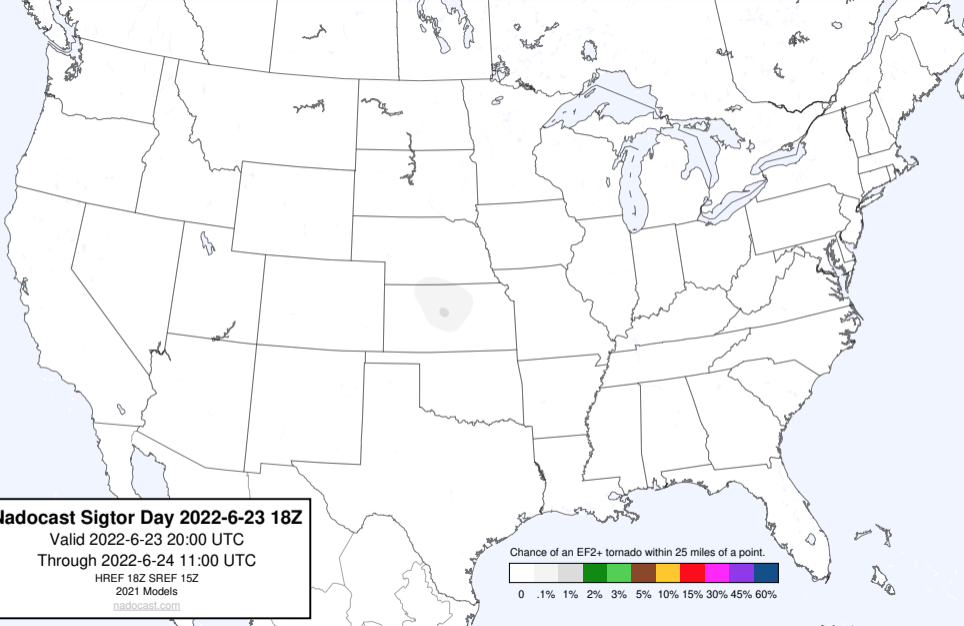 Nadocast Sigtor Day 2022-6-23 18Z
Valid 2022-6-23 20:00 UTC
Through 2022-6-24 11:00 UTC
HREF 18Z SREF 15Z
2021 Models
nadocast.com
Chance of an EF2+ tornado within 25 miles of a point.
0 .1% 1% 2% 3% 5% 10% 15% 30% 45% 60%